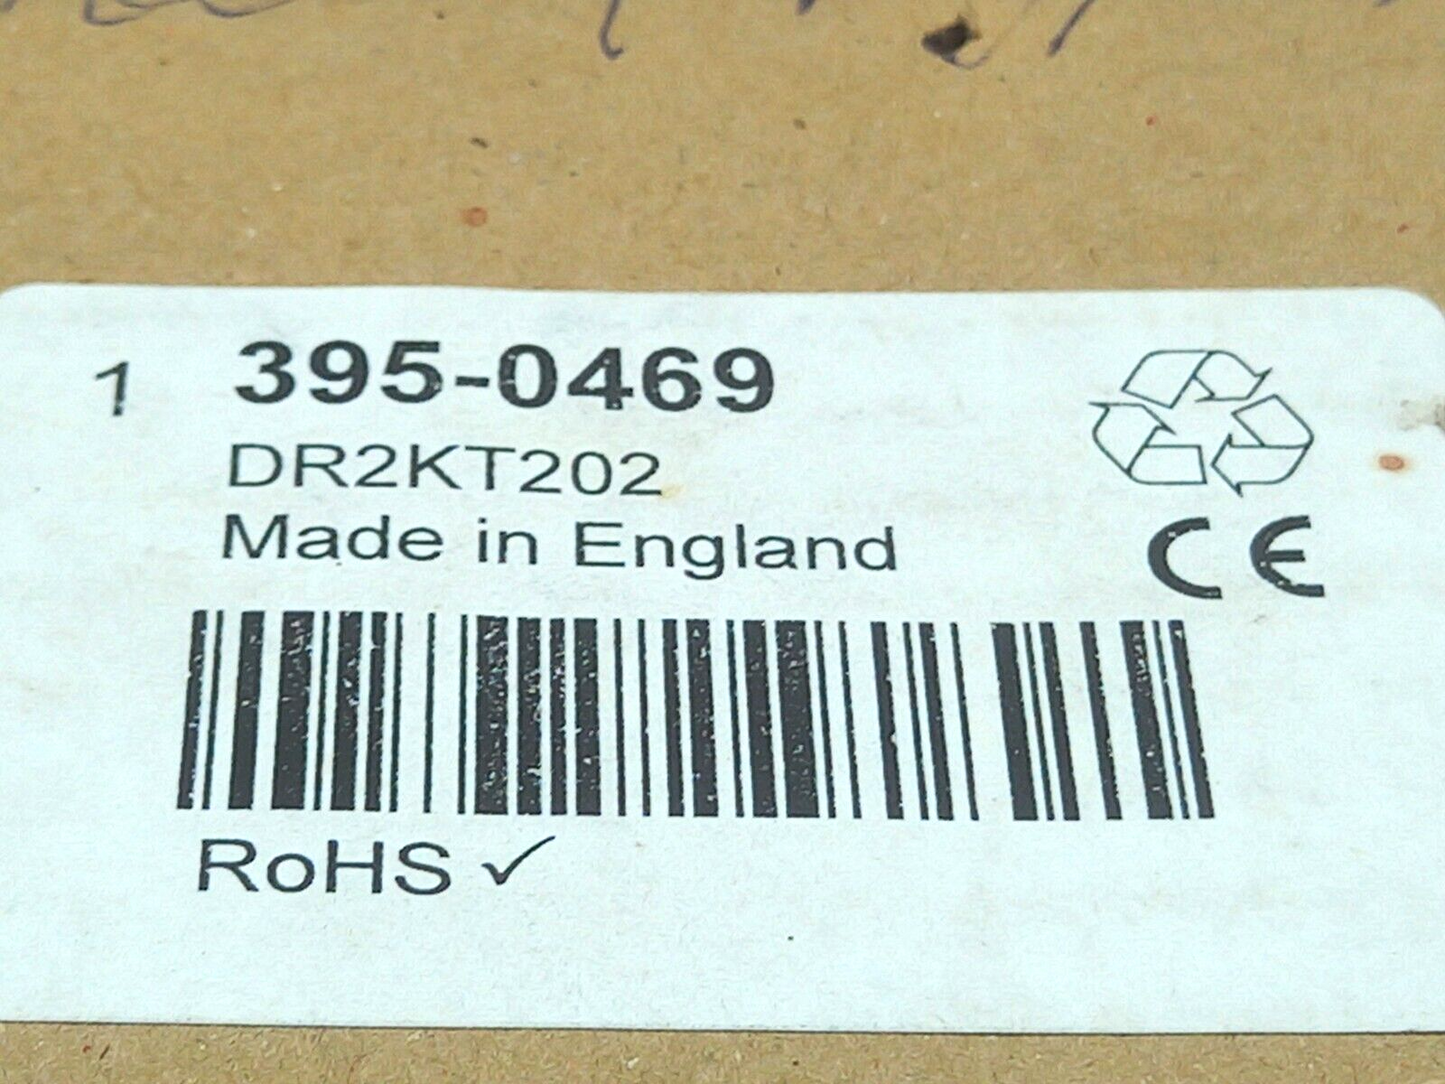 1 395-0469
DR2KT202
Made in England
CE
RoHS ✓